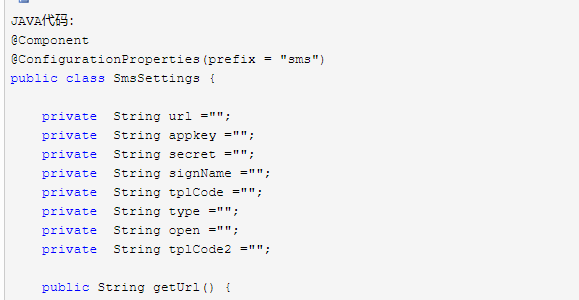 JAVA代码:
@Component
@ConfigurationProperties(prefix = "sms")
public class SmsSettings {
private  String url ="";
private  String appkey ="";
private  String secret ="";
private  String signName ="";
private  String tplCode ="";
private  String type ="";
private  String open ="";
private  String tplCode2 ="";
public String getUrl() {